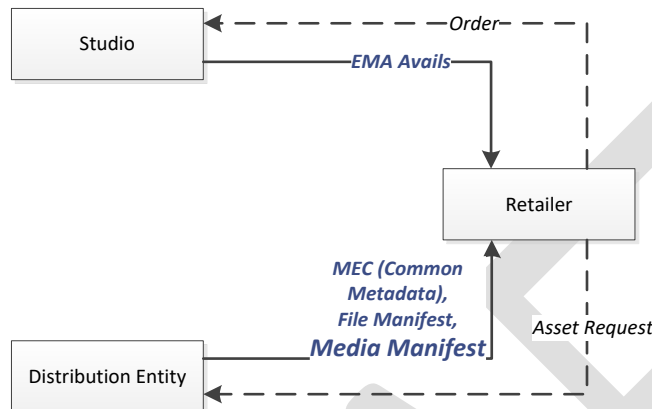 Order
Studio
EMA Avails
Retailer
MEC (Common
Metadata),
File Manifest,
Media Manifest
Asset Request
Distribution Entity